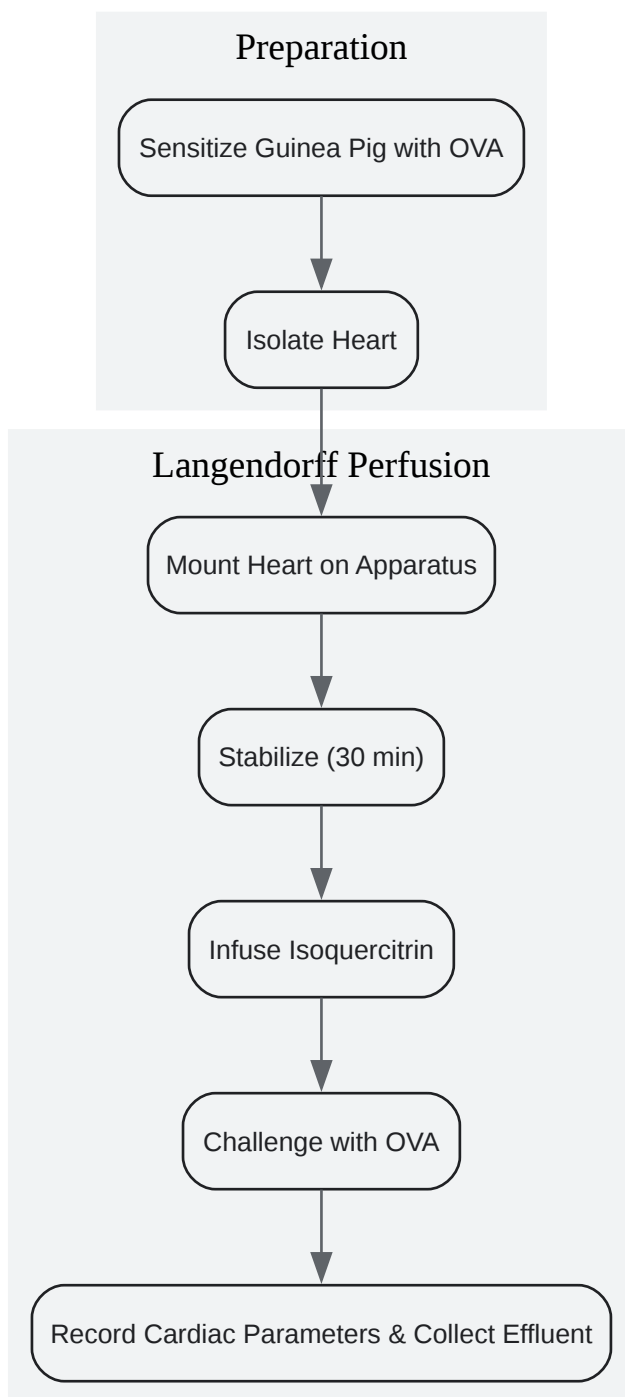 Preparation
Sensitize Guinea Pig with OVA
Isolate Heart
Langendorff Perfusion
Mount Heart on Apparatus
Stabilize (30 min)
Infuse Isoquercitrin
Challenge with OVA
Record Cardiac Parameters & Collect Effluent